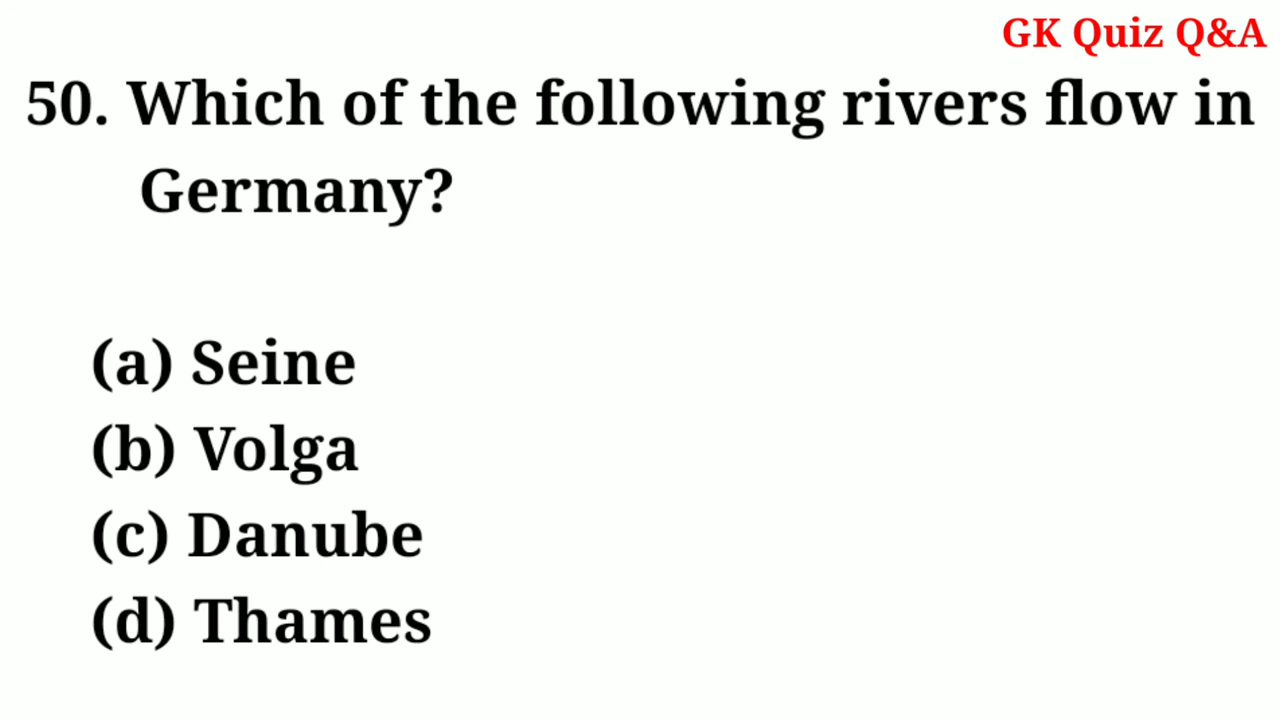 GK Quiz Q&A
50. Which of the following rivers flow in
Germany?
(a) Seine
(b) Volga
(c) Danube
(d) Thames